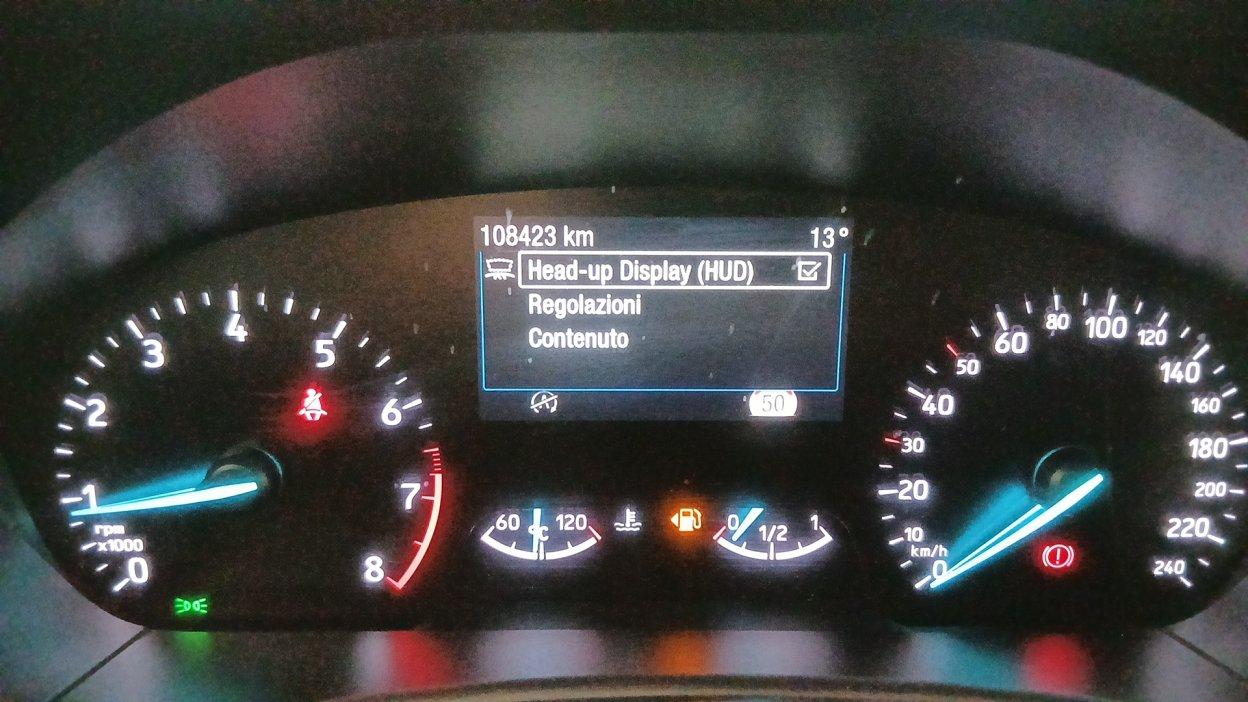 108423 km 13°
Head-up Display (HUD)
Regolazioni
Contenuto
50
0 1 2 3 4 5 6 7 8
rpm
x1000
60 °C 120
0 1/2 1
0 10 20 30 40 50 60 80 100 120 140 160 180 200 220 240
km/h